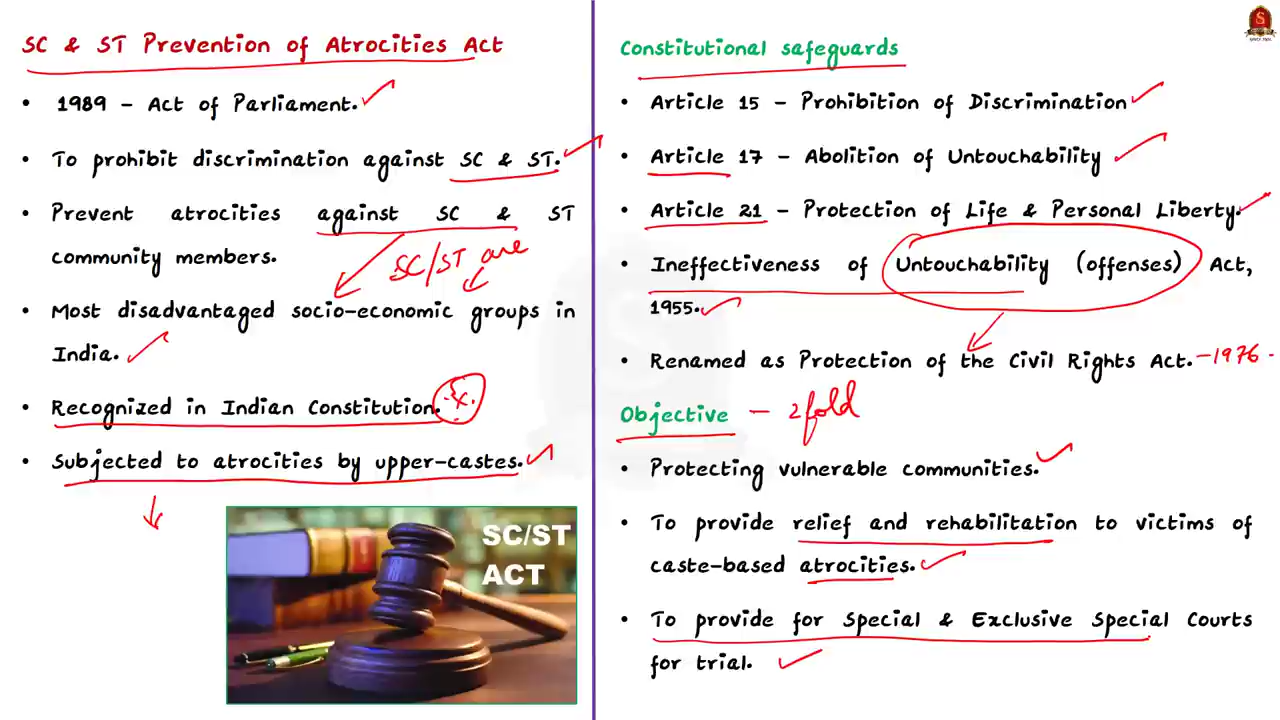 SC & ST Prevention of Atrocities Act
• 1989 - Act of Parliament.
• To prohibit discrimination against SC & ST.
• Prevent atrocities against SC & ST
community members.
SC/ST are
• Most disadvantaged socio-economic groups in
India.
• Recognized in Indian Constitution.
• Subjected to atrocities by upper-castes.
SC/ST
ACT
Constitutional safeguards
• Article 15 - Prohibition of Discrimination
• Article 17 - Abolition of Untouchability
• Article 21 - Protection of Life & Personal Liberty.
• Ineffectiveness of Untouchability (offenses) Act,
1955.
• Renamed as Protection of the Civil Rights Act. -1976-
Objective - 2 fold
• Protecting vulnerable communities.
• To provide relief and rehabilitation to victims of
caste-based atrocities.
• To provide for Special & Exclusive Special Courts
for trial.